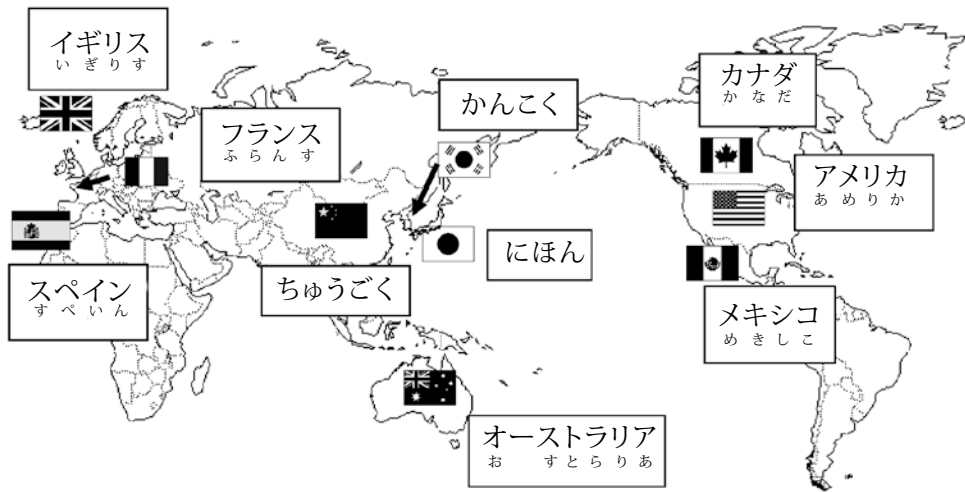 イギリス
いぎりす
フランス
ふらんす
かんこく
カナダ
かなだ
アメリカ
あめりか
スペイン
すぺいん
ちゅうごく
にほん
メキシコ
めきしこ
オーストラリア
お すとらりあ